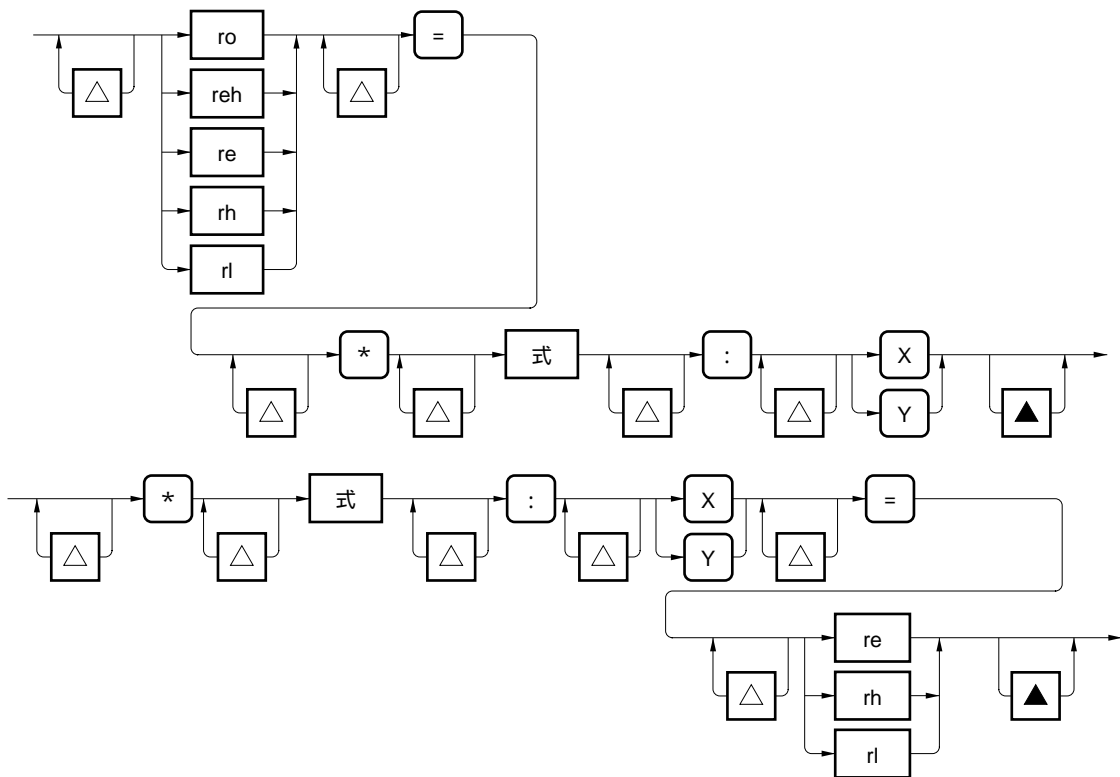 ro =
△ reh △
re
rh
rl
* 式 : X
△ △ △ △ Y ▲
* 式 : X =
△ △ △ △ Y △
re
△ rh ▲
rl